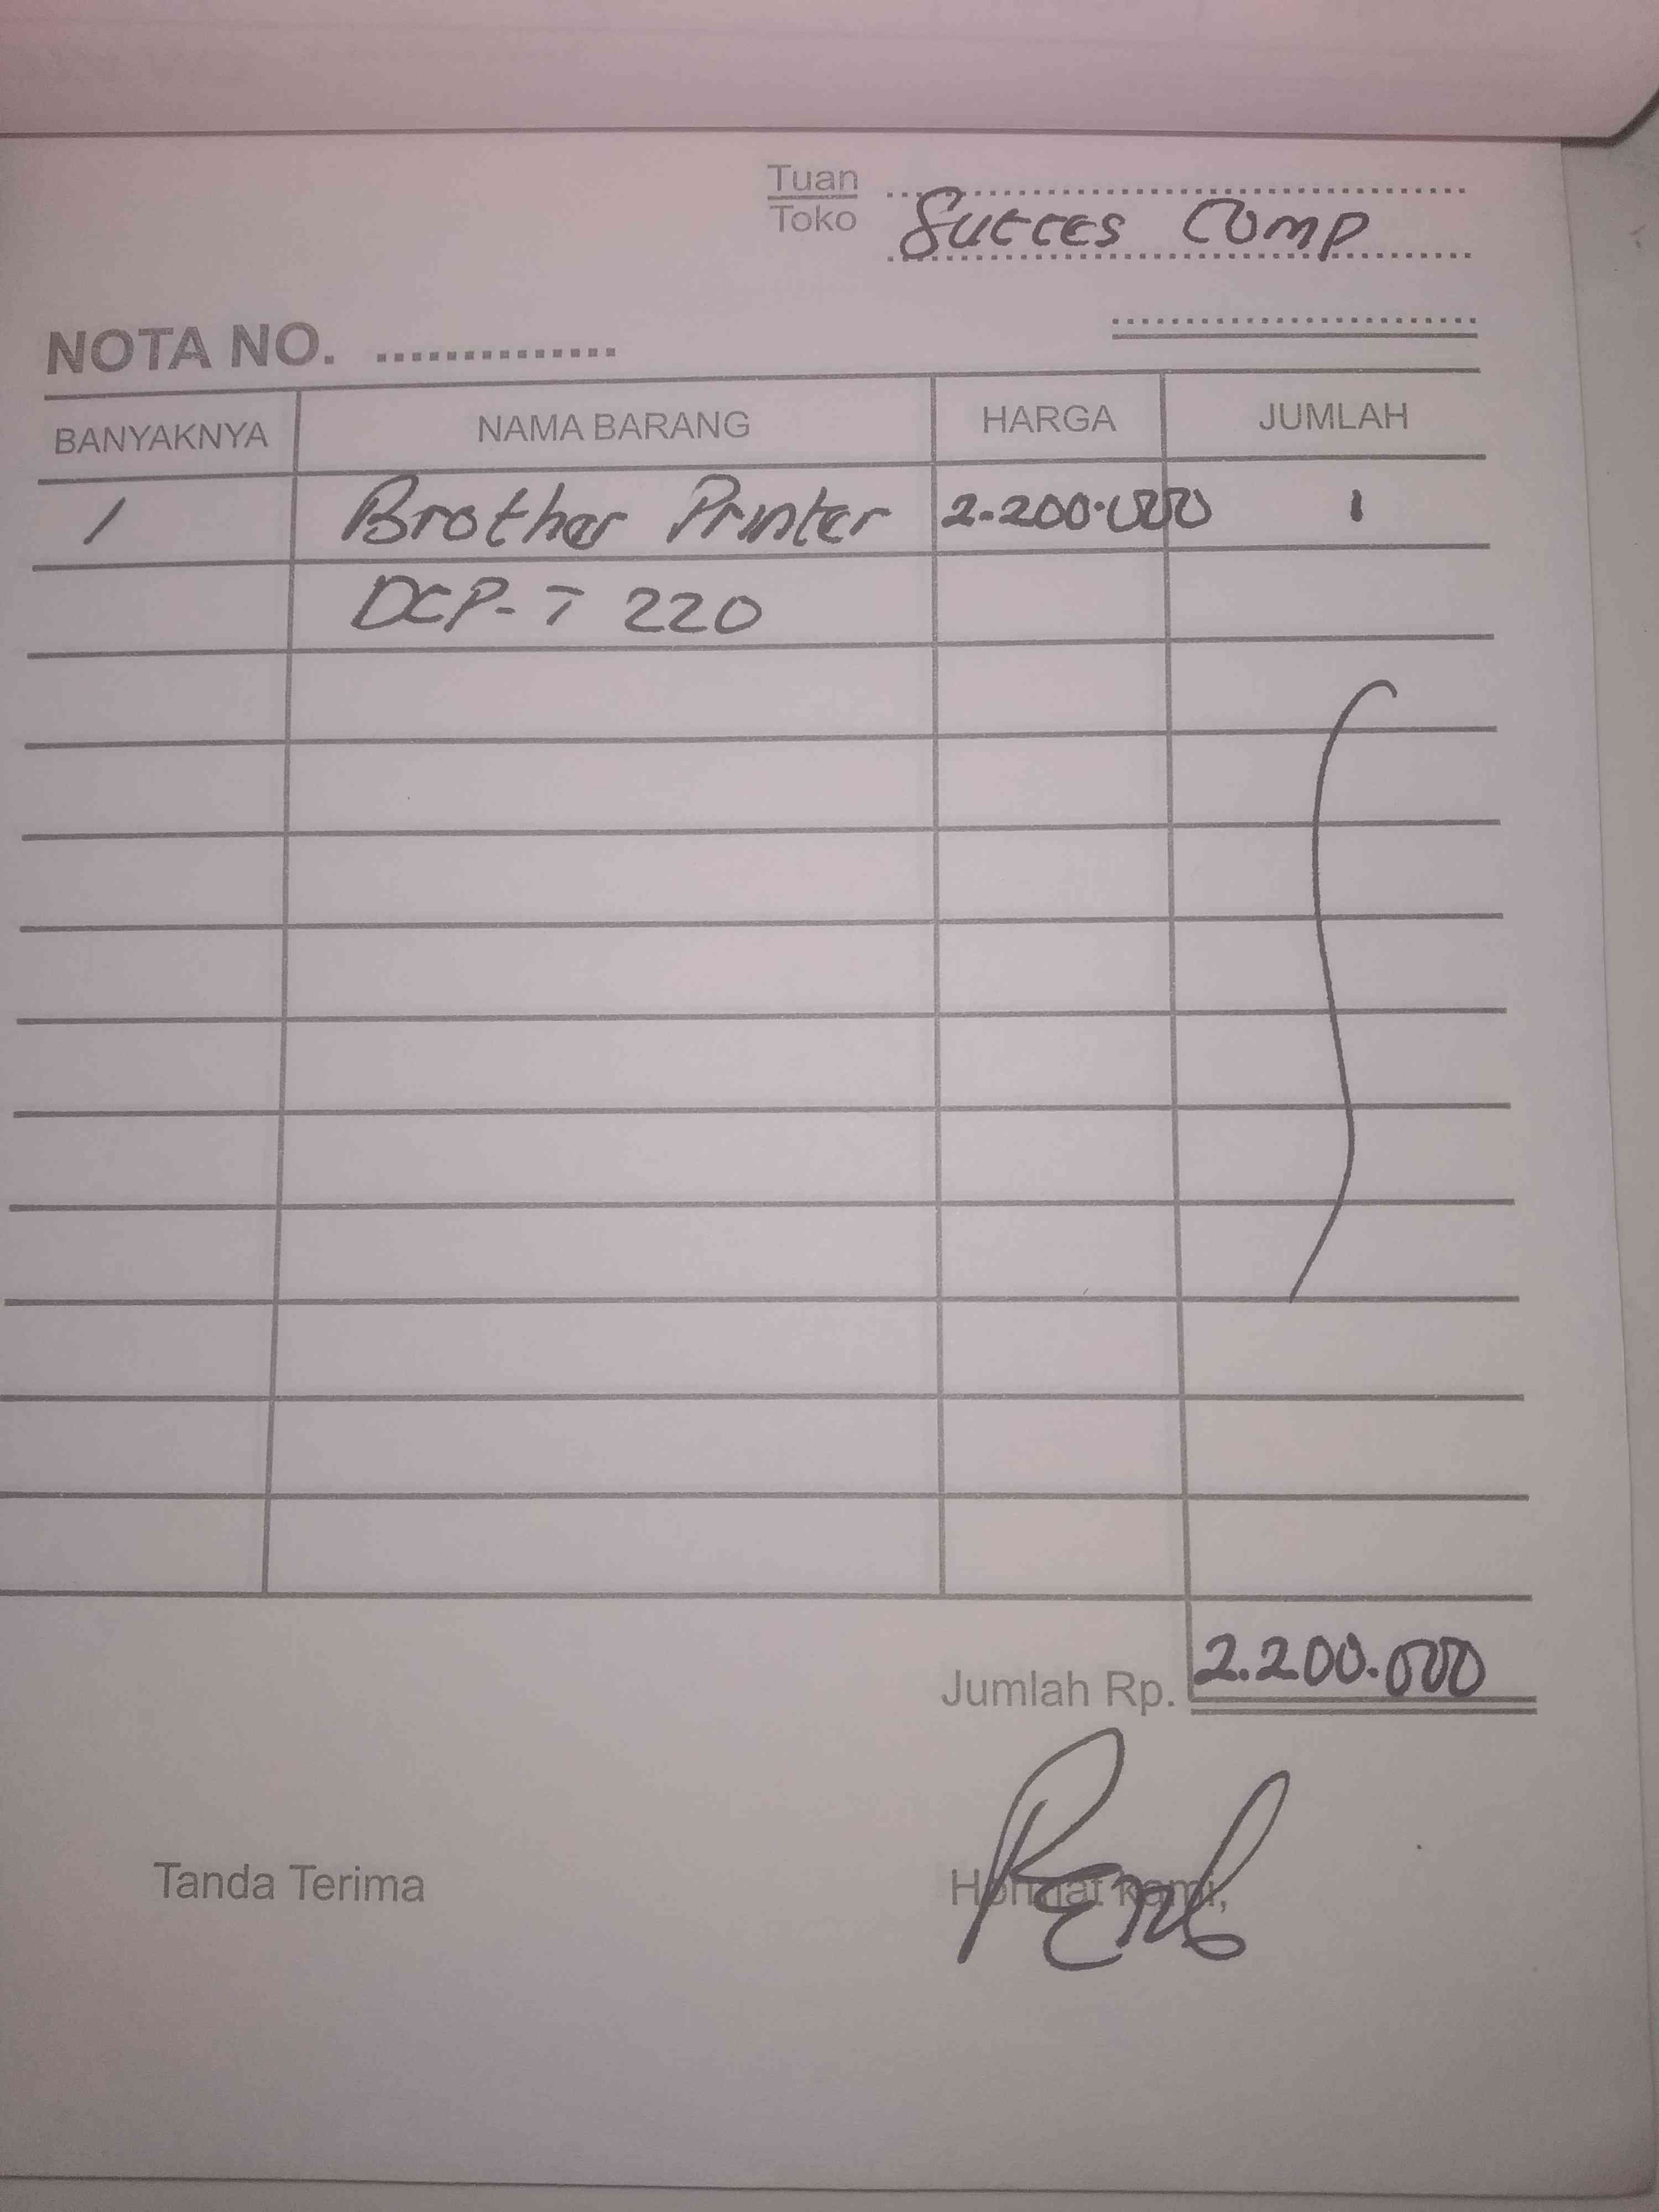 Tuan
Toko Succes Comp
NOTA NO. ..............
BANYAKNYA NAMA BARANG HARGA JUMLAH
1 Brother Printer 2.200.000 1
DCP-T 220
Jumlah Rp. 2.200.000
Tanda Terima Hormat kami,